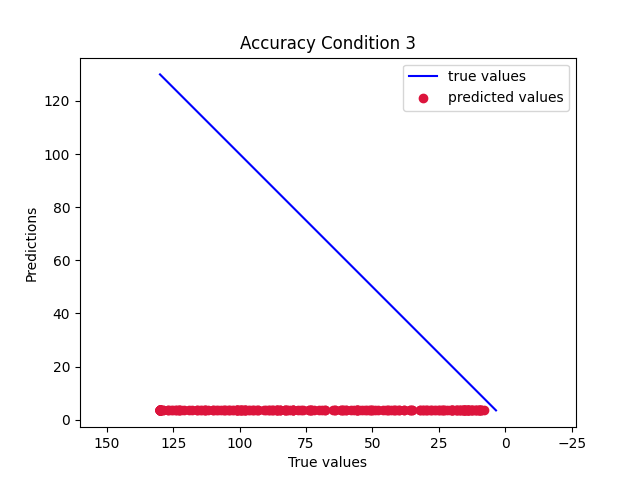 Accuracy Condition 3
true values
predicted values
120
100
80
60
40
20
0
Predictions
150 125 100 75 50 25 0 −25
True values